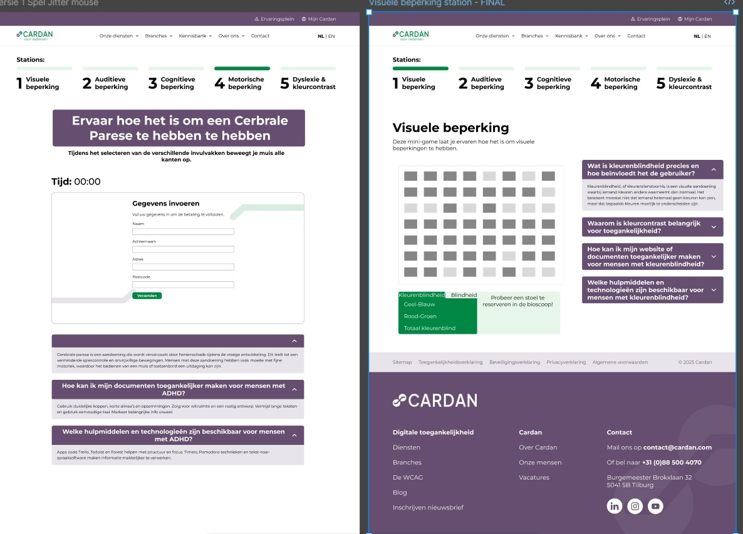 ersie 1 Spel Jitter mouse
Ervaringsplein Mijn Cardan
CARDAN
Onze diensten Branches Kennisbank Over ons Contact
NL | EN
Stations:
1 Visuele beperking
2 Auditieve beperking
3 Cognitieve beperking
4 Motorische beperking
5 Dyslexie & kleurcontrast
Ervaar hoe het is om een Cerbrale
Parese te hebben te hebben
Tijdens het selecteren van de verschillende invulvakken beweegt je muis alle
kanten op.
Tijd: 00:00
Gegevens invoeren
Vul uw gegevens in om de betaling te voltooien
Naam
Achternaam
Adres
Postcode
Verzenden
Hoe kan ik mijn documenten toegankelijker maken voor mensen met
ADHD?
Welke hulpmiddelen en technologieën zijn beschikbaar voor mensen
met ADHD?
Visuele beperking station - FINAL
Ervaringsplein Mijn Cardan
CARDAN
Onze diensten Branches Kennisbank Over ons Contact
NL | EN
Stations:
1 Visuele beperking
2 Auditieve beperking
3 Cognitieve beperking
4 Motorische beperking
5 Dyslexie & kleurcontrast
Visuele beperking
Deze mini-game laat je ervaren hoe het is om visuele
beperkingen te hebben.
Kleurenblindheid Blindheid
Geel-Blauw
Rood-Groen
Totaal kleurenblind
Probeer een stoel te
reserveren in de bioscoop!
Wat is kleurenblindheid precies en
hoe beïnvloedt het de gebruiker?
Waarom is kleurcontrast belangrijk
voor toegankelijkheid?
Hoe kan ik mijn website of
documenten toegankelijker maken
voor mensen met kleurenblindheid?
Welke hulpmiddelen en
technologieën zijn beschikbaar voor
mensen met kleurenblindheid?
Sitemap Toegankelijkheidsverklaring Beveiligingsverklaring Privacyverklaring Algemene voorwaarden © 2025 Cardan
CARDAN
Digitale toegankelijkheid
Diensten
Branches
De WCAG
Blog
Inschrijven nieuwsbrief
Cardan
Over Cardan
Onze mensen
Vacatures
Contact
Mail ons op contact@cardan.com
Of bel naar +31 (0)88 500 4070
Burgemeester Brokxlaan 32
5041 SB Tilburg